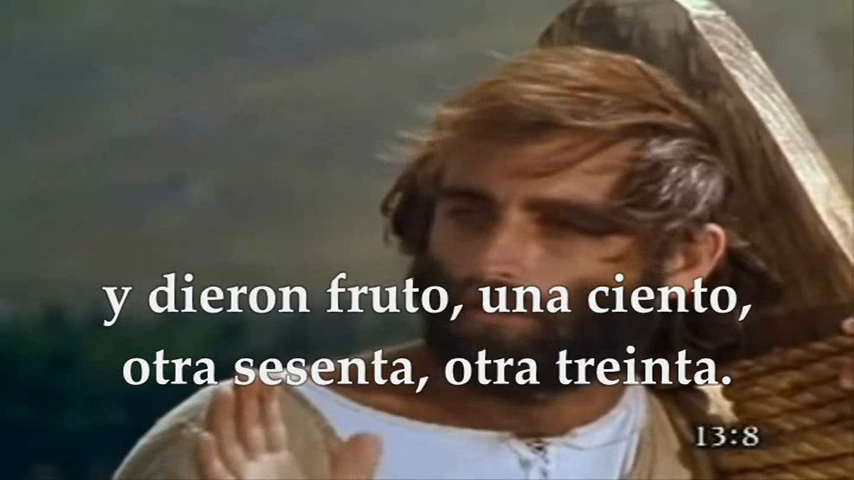 y dieron fruto, una ciento,
otra sesenta, otra treinta.
13:8